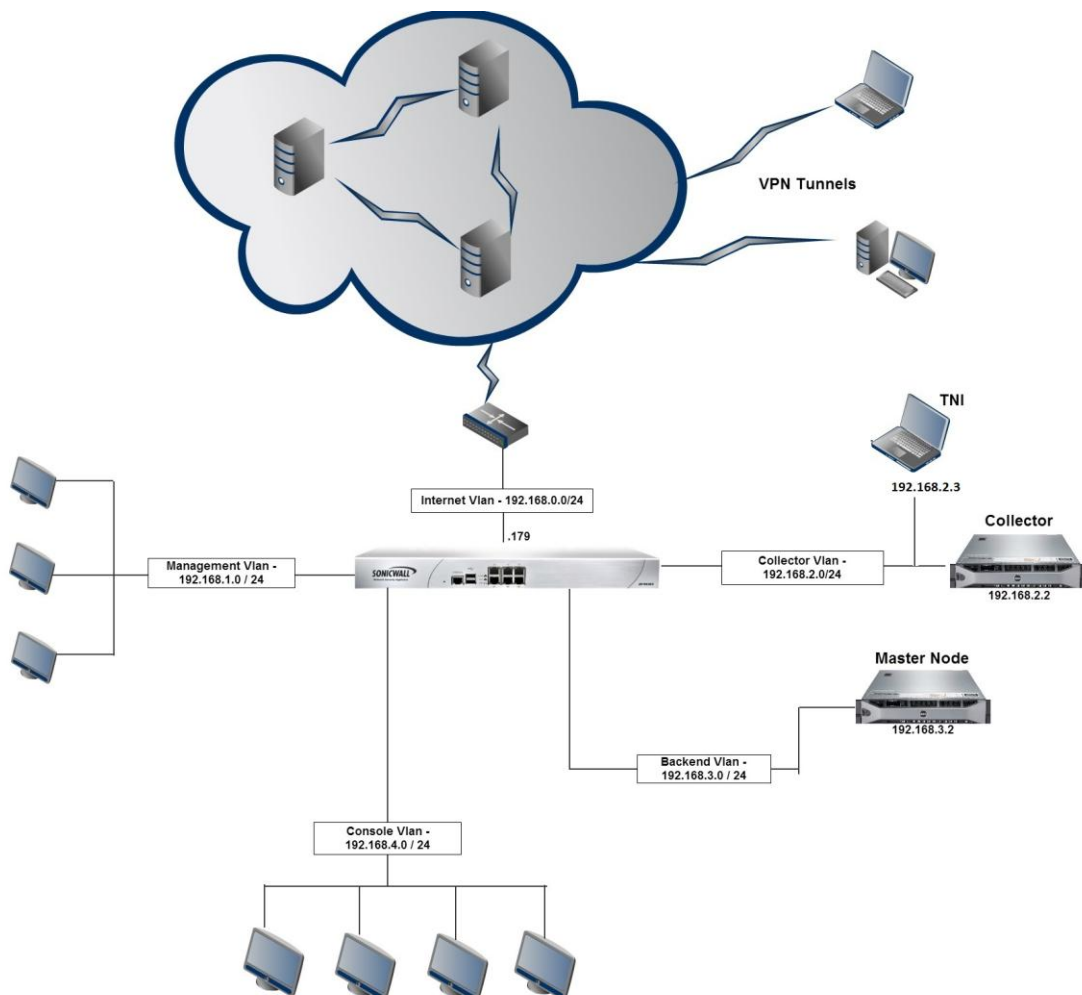 VPN Tunnels
TNI
192.168.2.3
Internet Vlan - 192.168.0.0/24
.179
Collector
Management Vlan -
192.168.1.0 / 24
SONICWALL
Collector Vlan -
192.168.2.0/24
192.168.2.2
Master Node
192.168.3.2
Backend Vlan -
192.168.3.0 / 24
Console Vlan -
192.168.4.0 / 24